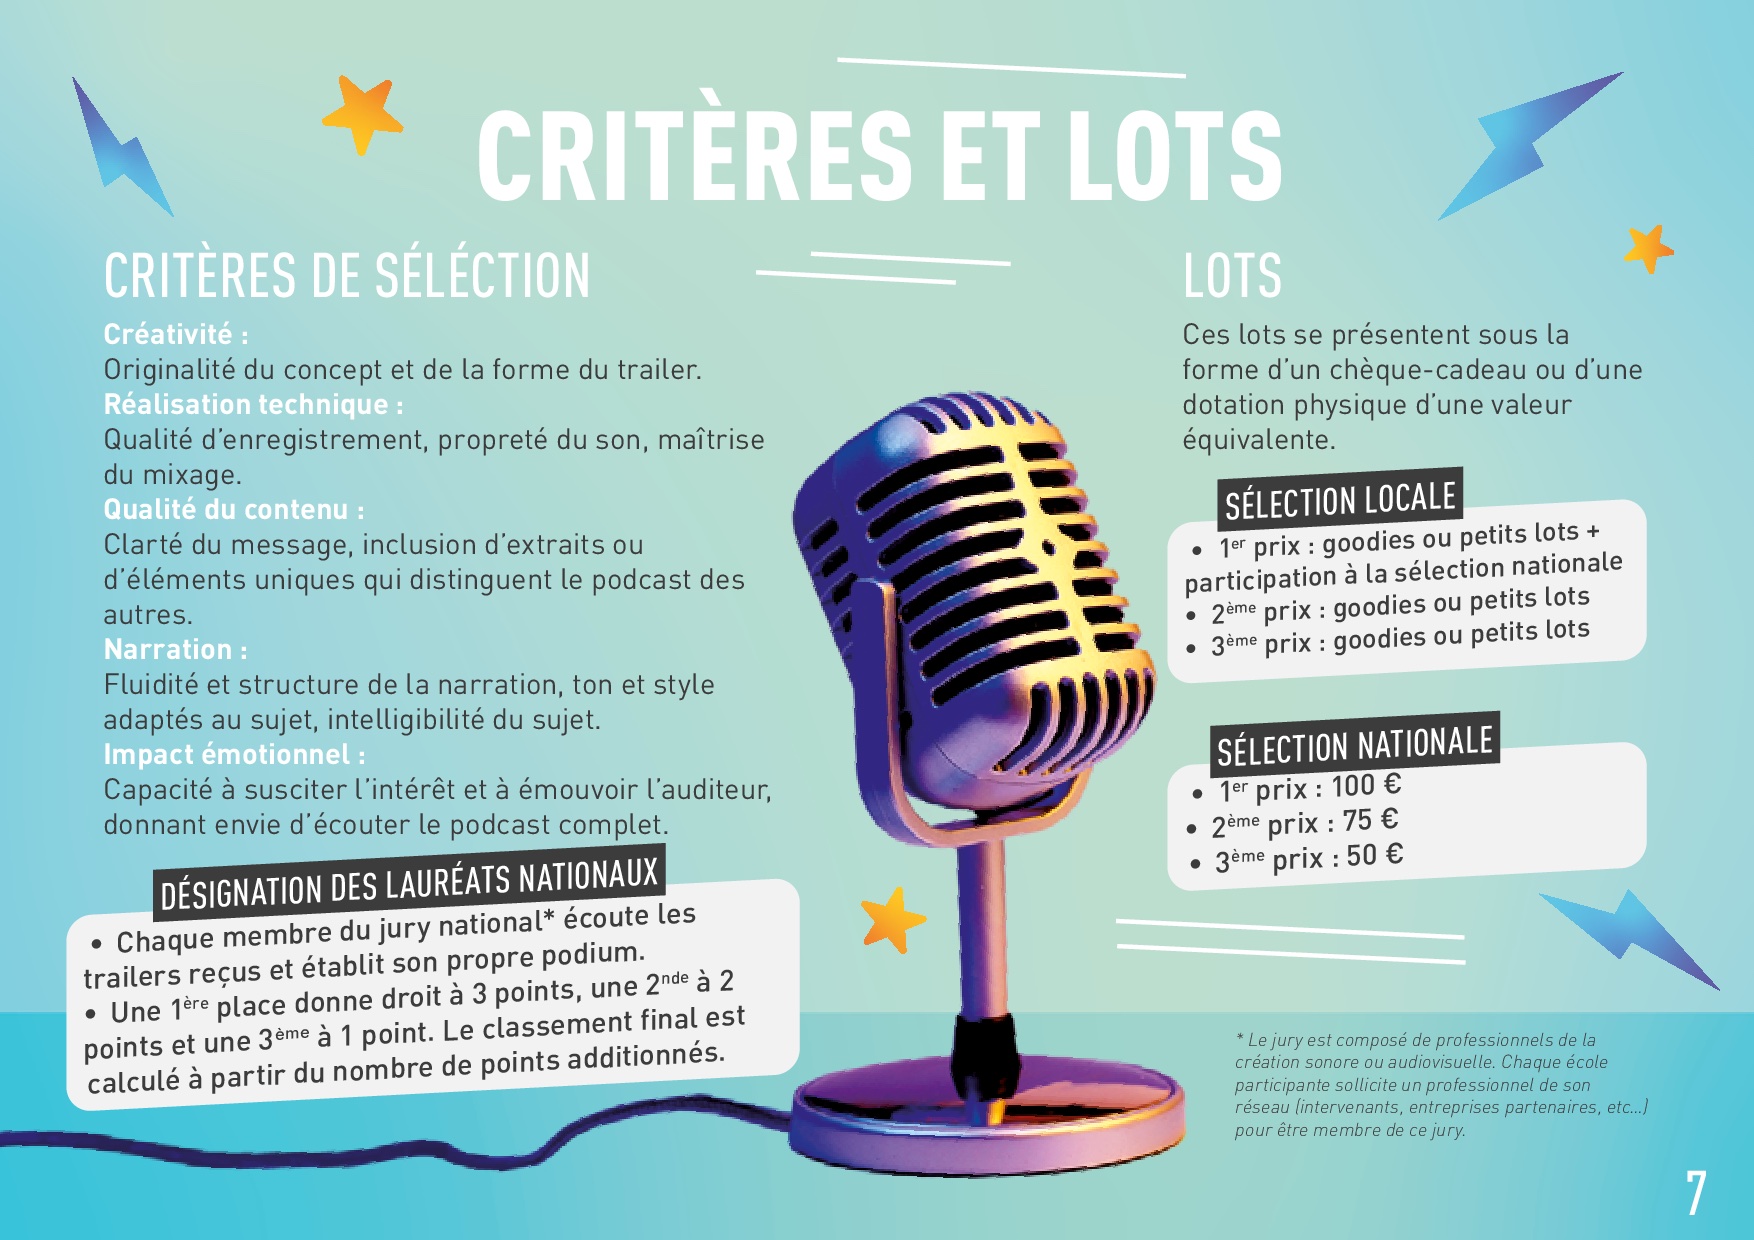 CRITÈRES ET LOTS
CRITÈRES DE SÉLÉCTION
Créativité :
Originalité du concept et de la forme du trailer.
Réalisation technique :
Qualité d'enregistrement, propreté du son, maîtrise
du mixage.
Qualité du contenu :
Clarté du message, inclusion d'extraits ou
d'éléments uniques qui distinguent le podcast des
autres.
Narration :
Fluidité et structure de la narration, ton et style
adaptés au sujet, intelligibilité du sujet.
Impact émotionnel :
Capacité à susciter l'intérêt et à émouvoir l'auditeur,
donnant envie d'écouter le podcast complet.
DÉSIGNATION DES LAURÉATS NATIONAUX
• Chaque membre du jury national* écoute les
trailers reçus et établit son propre podium.
• Une 1ère place donne droit à 3 points, une 2nde à 2
points et une 3ème à 1 point. Le classement final est
calculé à partir du nombre de points additionnés.
LOTS
Ces lots se présentent sous la
forme d'un chèque-cadeau ou d'une
dotation physique d'une valeur
équivalente.
SÉLECTION LOCALE
• 1er prix : goodies ou petits lots +
participation à la sélection nationale
• 2ème prix : goodies ou petits lots
• 3ème prix : goodies ou petits lots
SÉLECTION NATIONALE
• 1er prix : 100 €
• 2ème prix : 75 €
• 3ème prix : 50 €
* Le jury est composé de professionnels de la
création sonore ou audiovisuelle. Chaque école
participante sollicite un professionnel de son
réseau (intervenants, entreprises partenaires, etc...)
pour être membre de ce jury.
7